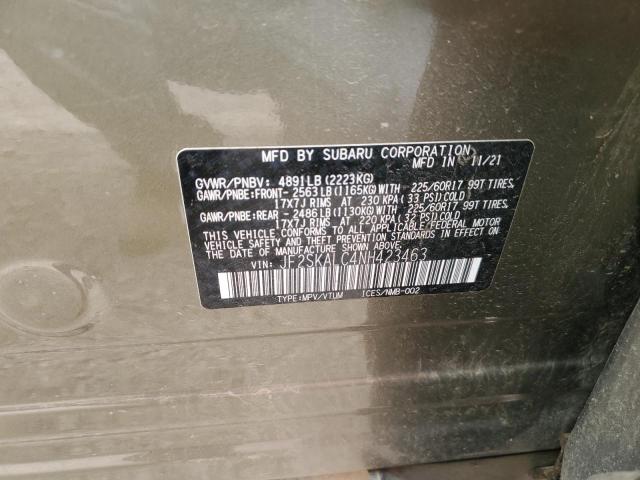 MFD BY SUBARU CORPORATION
MFD IN 11/21
GVWR/PNBV: 4891LB (2223KG)
GAWR/PNBE:FRONT- 2563LB (1165KG) WITH- 225/60R17 99T TIRES,
17X7J RIMS AT 230 KPA (33 PSI) COLD
GAWR/PNBE:REAR - 2486LB (1130KG) WITH- 225/60R17 99T TIRES,
17X7J RIMS AT 220 KPA (32 PSI) COLD
THIS VEHICLE CONFORMS TO ALL APPLICABLE FEDERAL MOTOR
VEHICLE SAFETY AND BUMPER STANDARDS IN EFFECT ON THE DATE OF
MANUFACTURE SHOWN ABOVE.
VIN: JF2SKALC4NH423463
TYPE:MPV/VTUM ICES/NMB-002